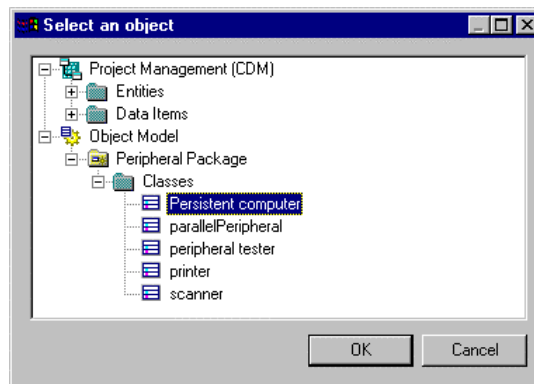 Select an object
Project Management (CDM)
Entities
Data Items
Object Model
Peripheral Package
Classes
Persistent computer
parallelPeripheral
peripheral tester
printer
scanner
OK Cancel